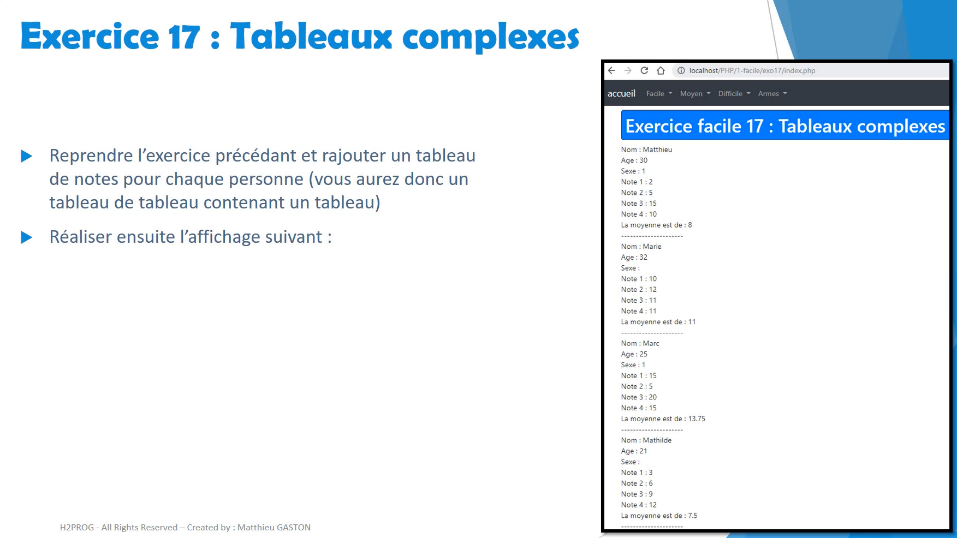 Exercice 17 : Tableaux complexes
Reprendre l'exercice précédant et rajouter un tableau
de notes pour chaque personne (vous aurez donc un
tableau de tableau contenant un tableau)
Réaliser ensuite l'affichage suivant :
localhost/PHP/1-facile/exo17/index.php
accueil Facile Moyen Difficile Armes
Exercice facile 17 : Tableaux complexes
Nom : Matthieu
Age : 30
Sexe : 1
Note 1 : 2
Note 2 : 5
Note 3 : 15
Note 4 : 10
La moyenne est de : 8
---------------------
Nom : Marie
Age : 32
Sexe :
Note 1 : 10
Note 2 : 12
Note 3 : 11
Note 4 : 11
La moyenne est de : 11
---------------------
Nom : Marc
Age : 25
Sexe : 1
Note 1 : 15
Note 2 : 5
Note 3 : 20
Note 4 : 15
La moyenne est de : 13.75
---------------------
Nom : Mathilde
Age : 21
Sexe :
Note 1 : 3
Note 2 : 6
Note 3 : 9
Note 4 : 12
La moyenne est de : 7.5
---------------------
H2PROG - All Rights Reserved – Created by : Matthieu GASTON